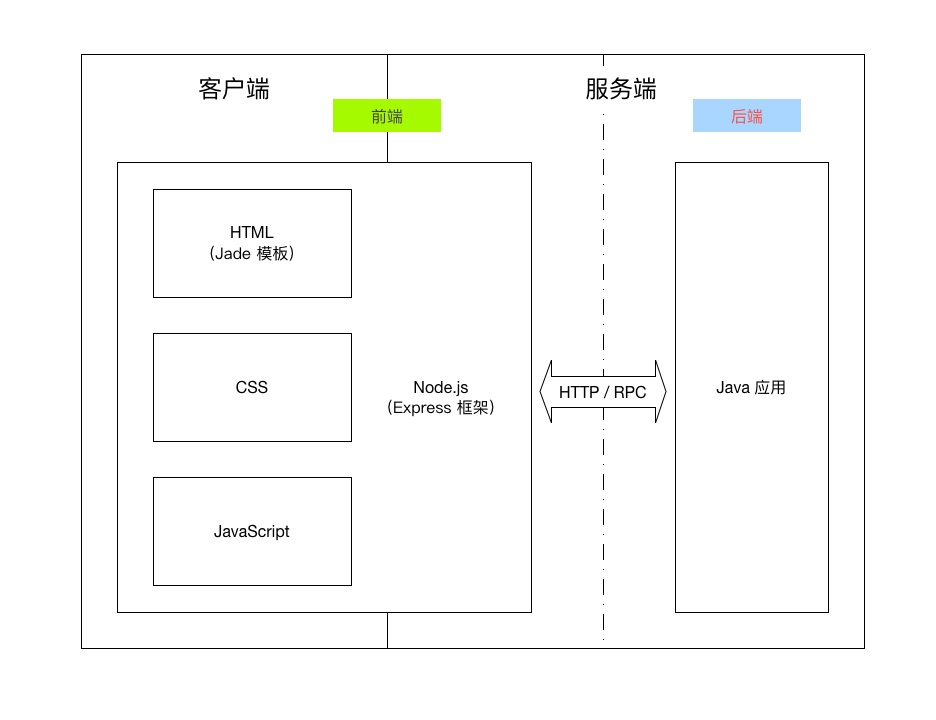 客户端
服务端
前端
后端
HTML
(Jade 模板)
CSS
Node.js
(Express 框架)
HTTP / RPC
Java 应用
JavaScript